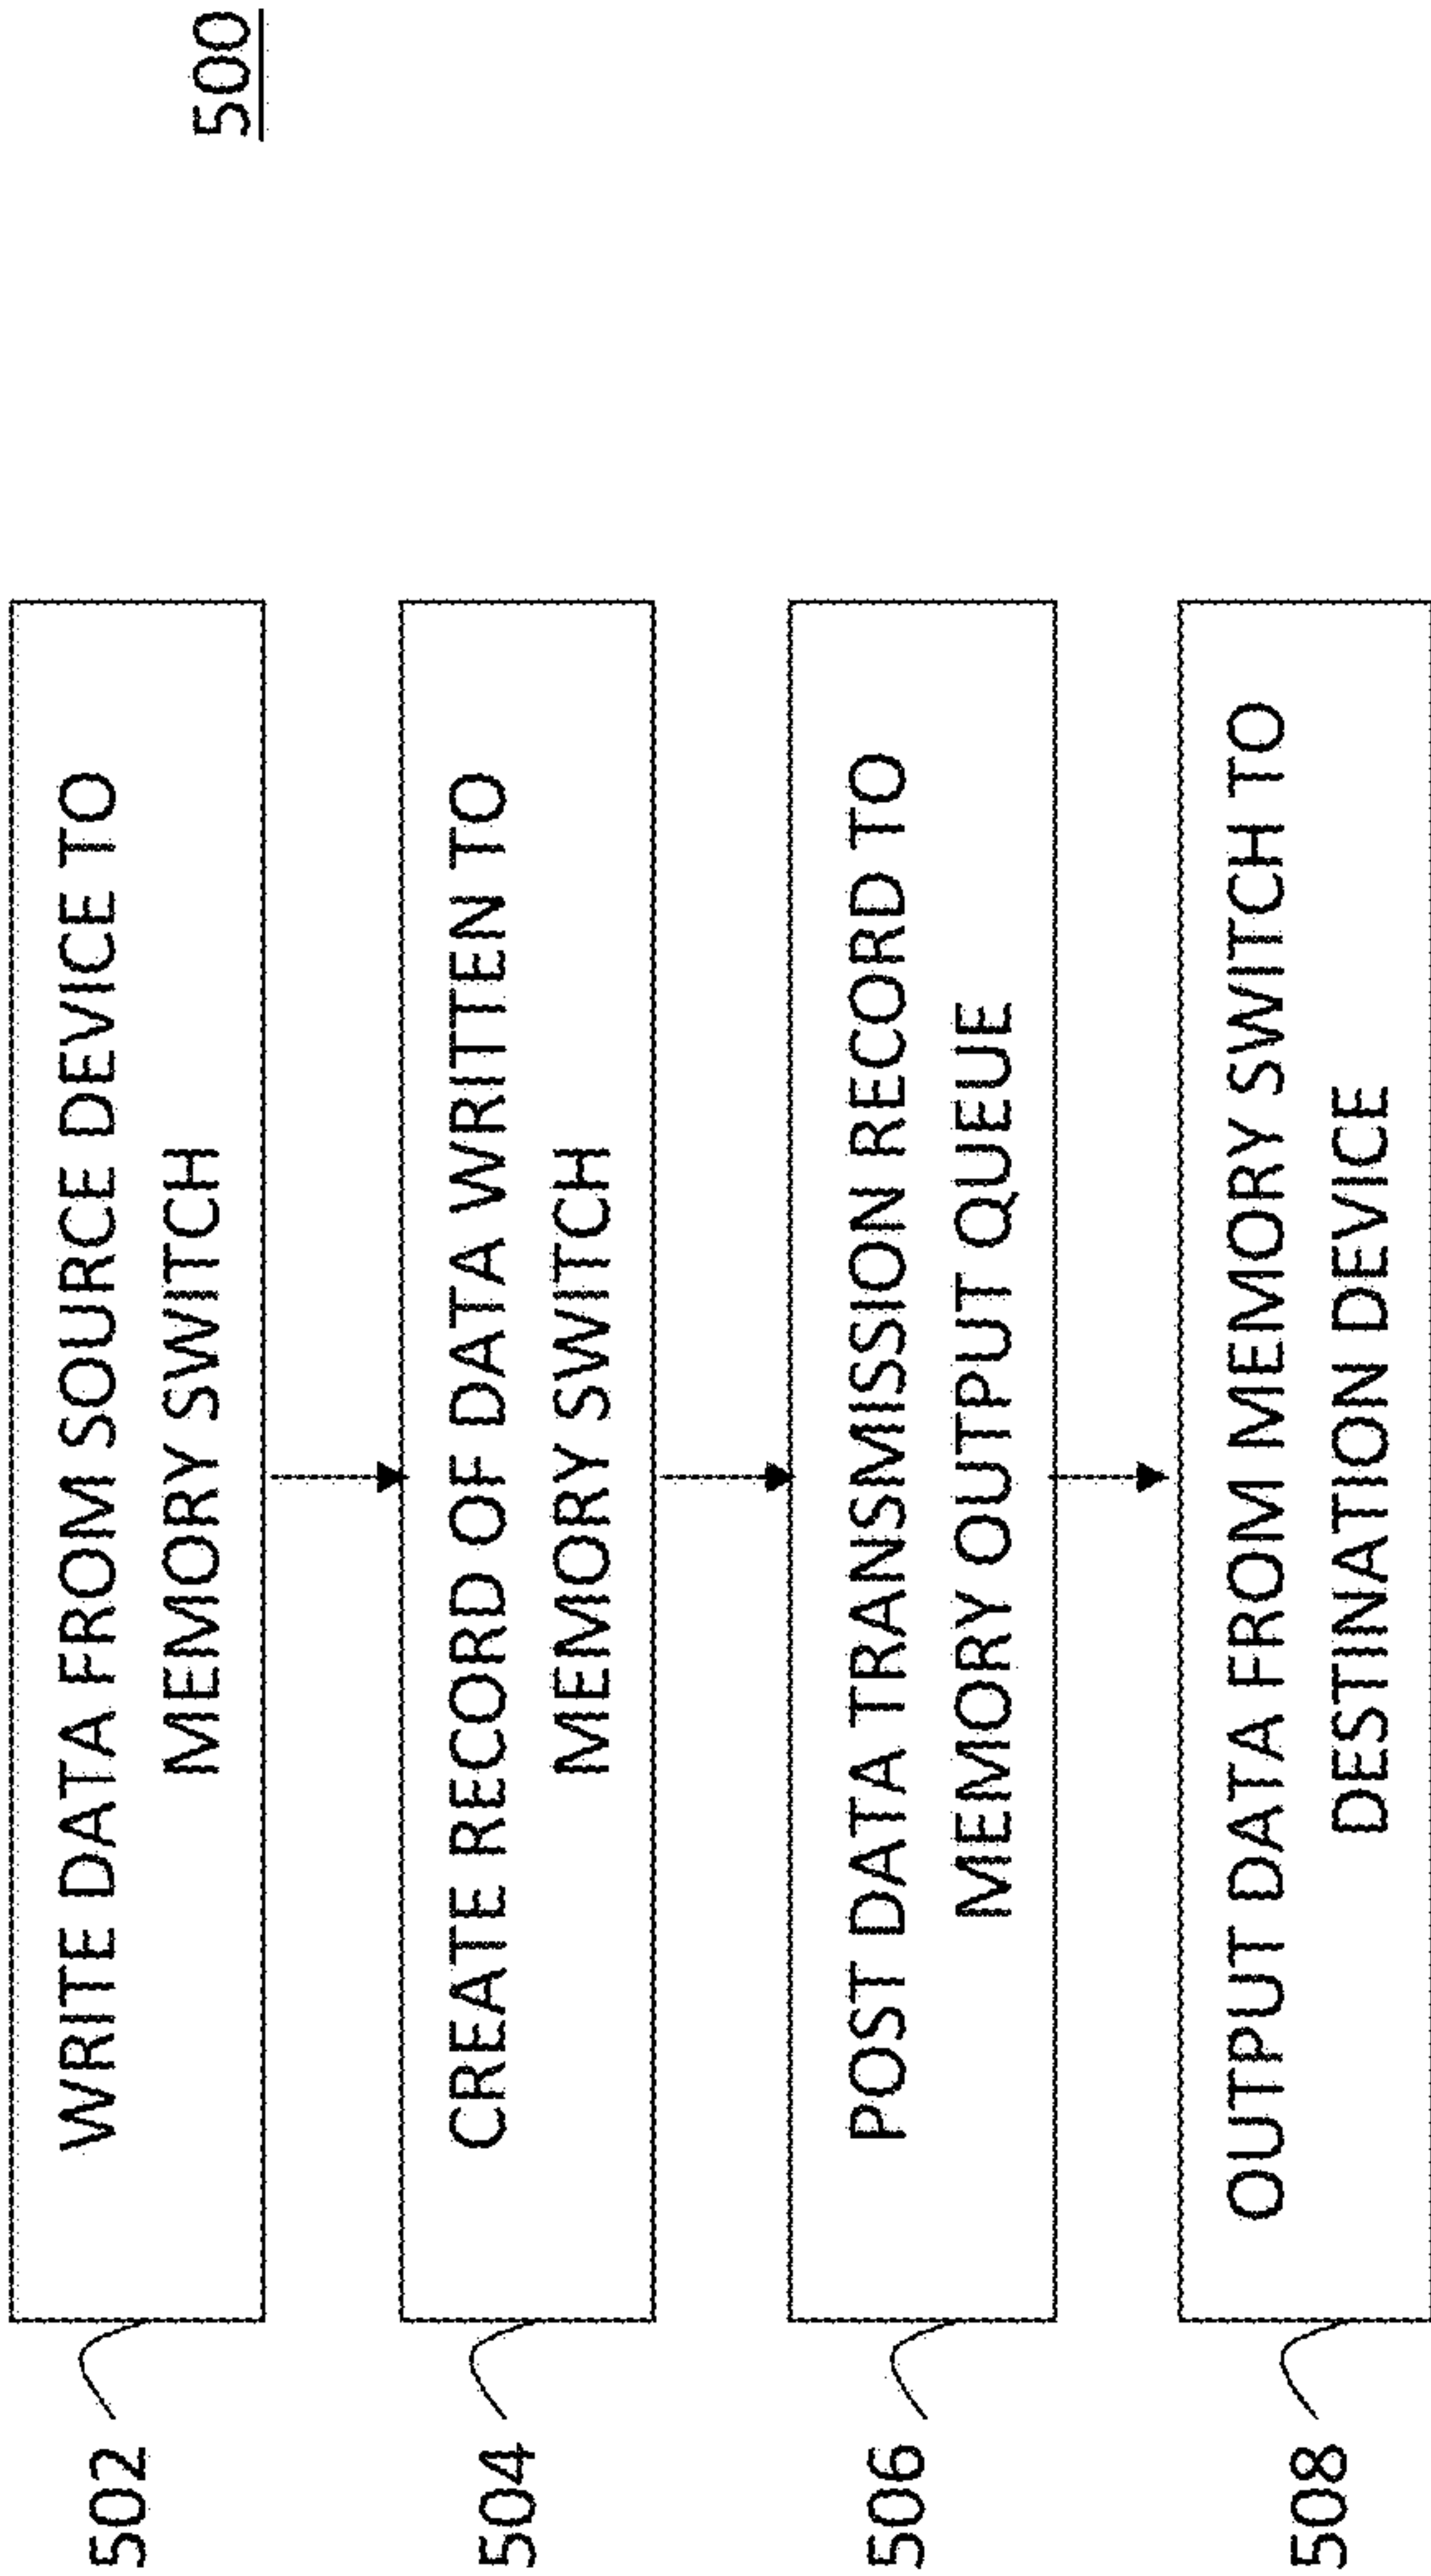 500
502
WRITE DATA FROM SOURCE DEVICE TO
MEMORY SWITCH
504
CREATE RECORD OF DATA WRITTEN TO
MEMORY SWITCH
506
POST DATA TRANSMISSION RECORD TO
MEMORY OUTPUT QUEUE
508
OUTPUT DATA FROM MEMORY SWITCH TO
DESTINATION DEVICE